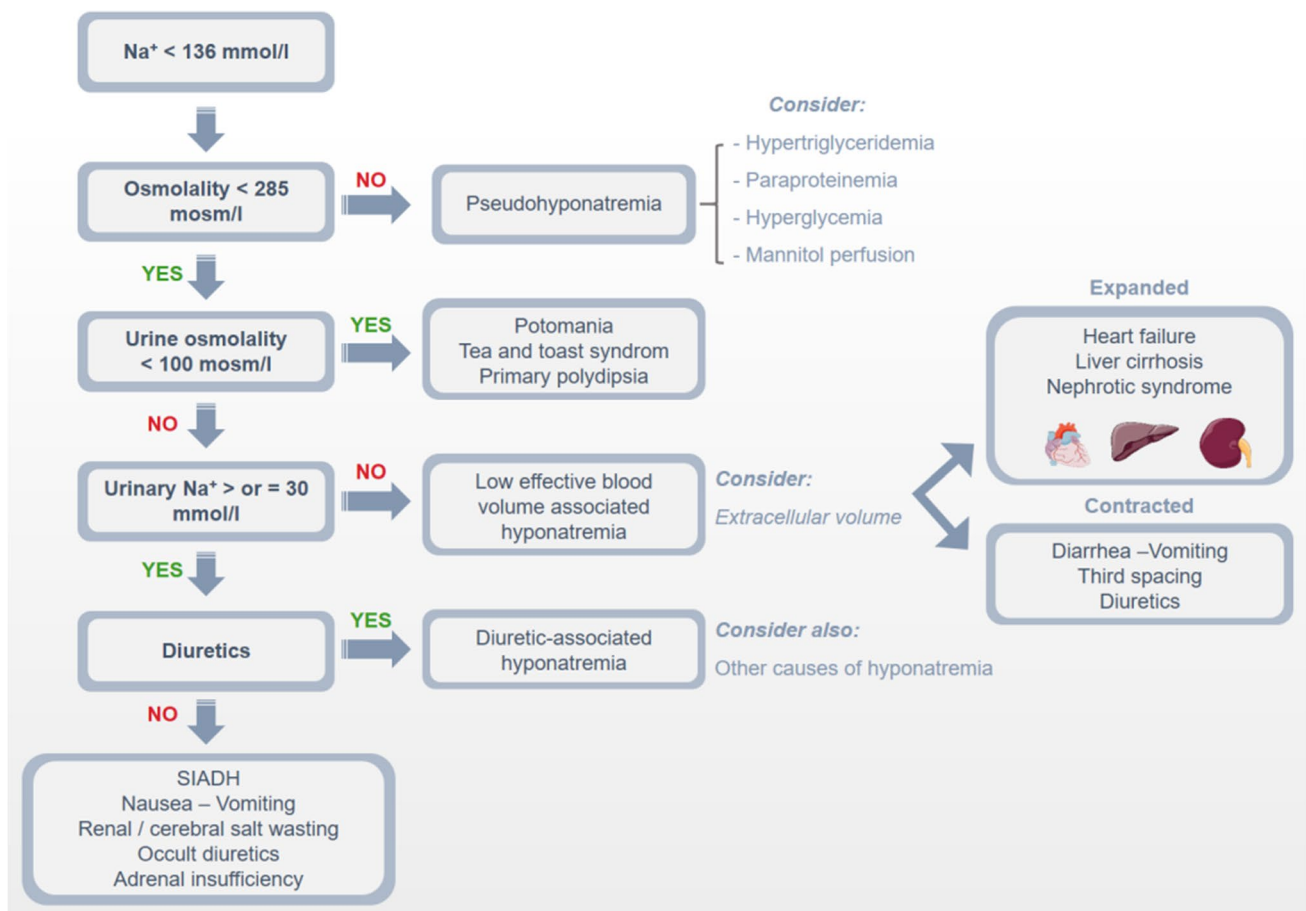 Na⁺ < 136 mmol/l
Osmolality < 285
mosm/l
NO
Pseudohyponatremia
Consider:
- Hypertriglyceridemia
- Paraproteinemia
- Hyperglycemia
- Mannitol perfusion
YES
Urine osmolality
< 100 mosm/l
YES
Potomania
Tea and toast syndrom
Primary polydipsia
NO
Urinary Na⁺ > or = 30
mmol/l
NO
Low effective blood
volume associated
hyponatremia
Consider:
Extracellular volume
Expanded
Heart failure
Liver cirrhosis
Nephrotic syndrome
Contracted
Diarrhea –Vomiting
Third spacing
Diuretics
YES
Diuretics
YES
Diuretic-associated
hyponatremia
Consider also:
Other causes of hyponatremia
NO
SIADH
Nausea – Vomiting
Renal / cerebral salt wasting
Occult diuretics
Adrenal insufficiency